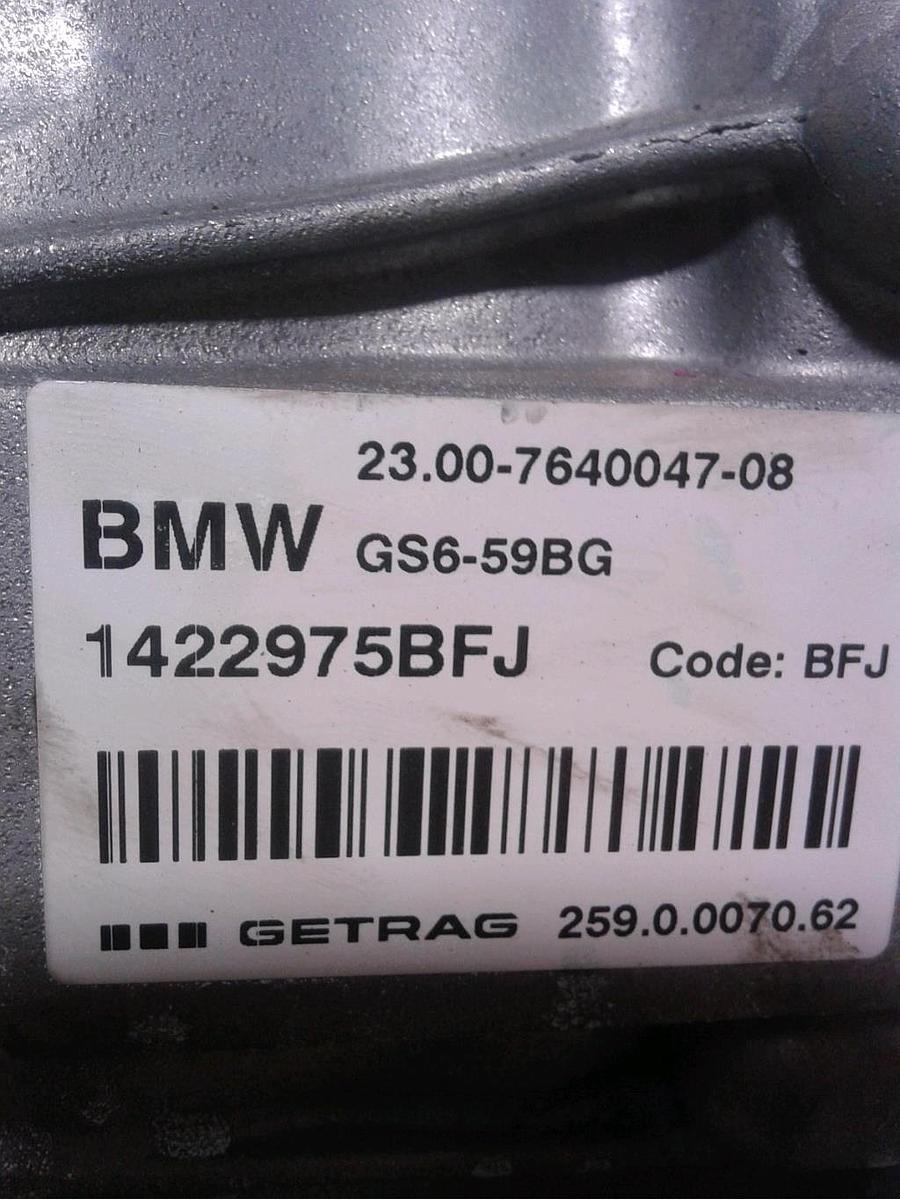 23.00-7640047-08
BMW GS6-59BG
1422975BFJ Code: BFJ
GETRAG 259.0.0070.62